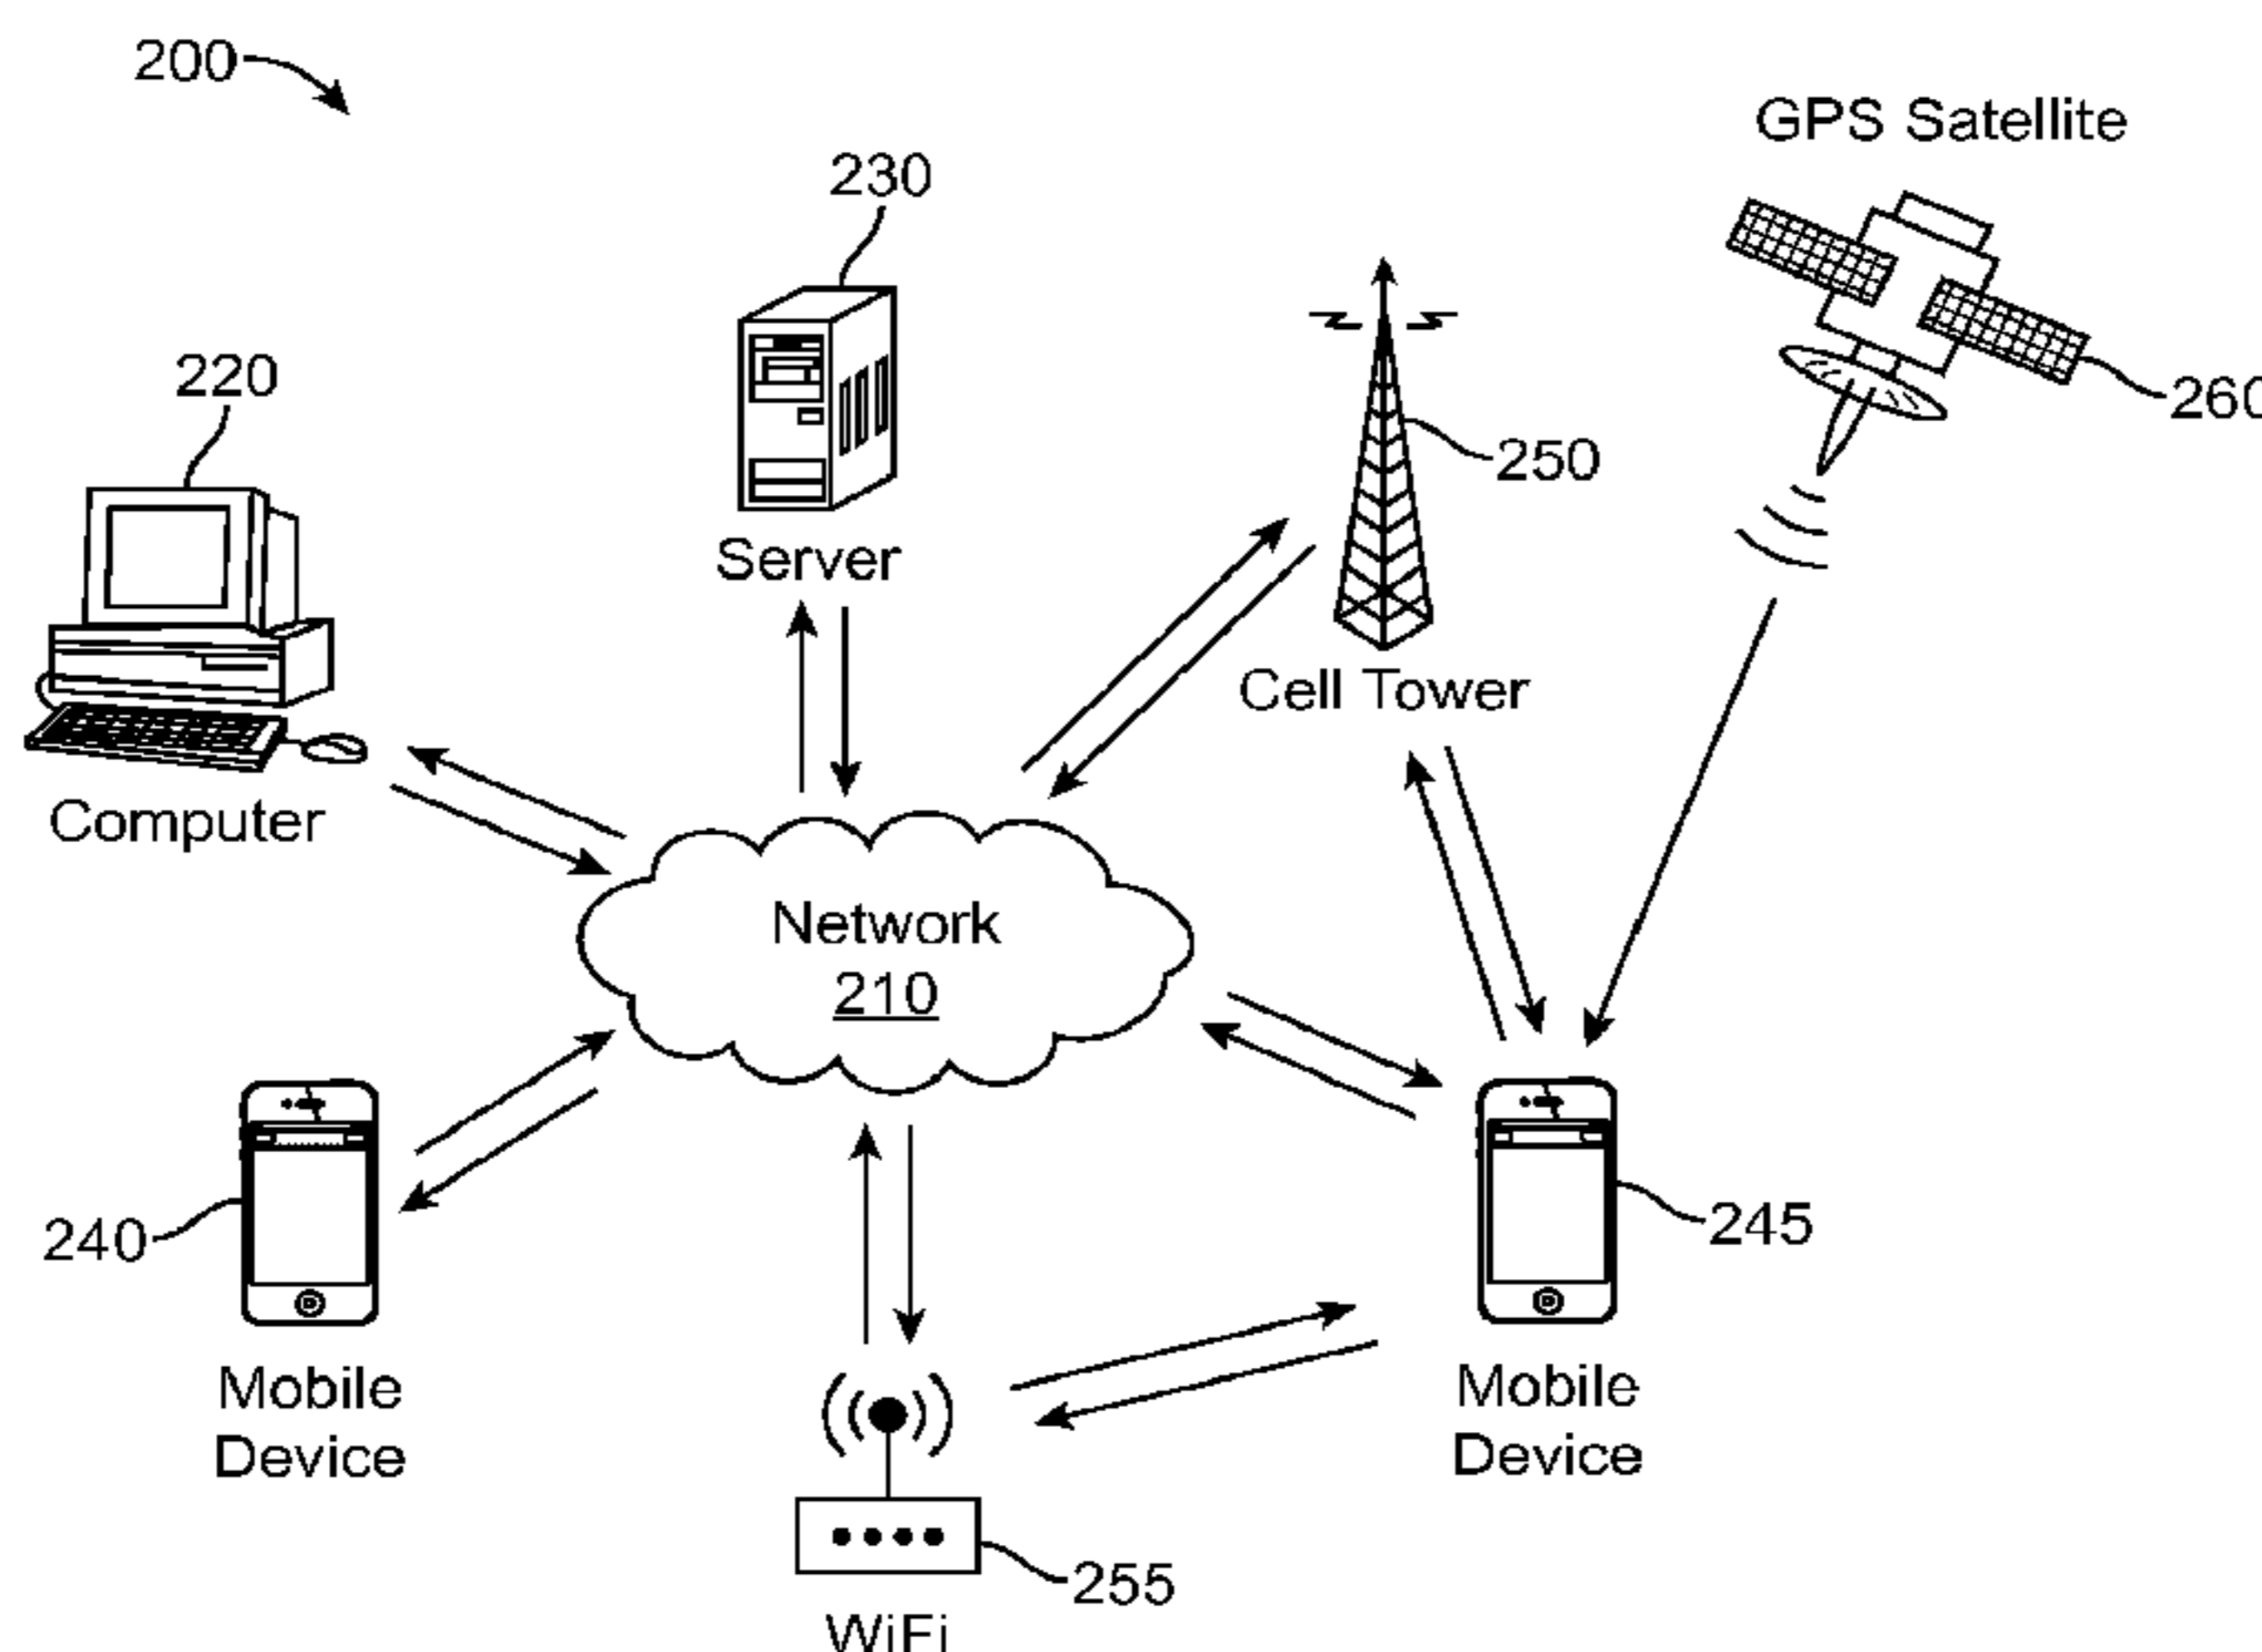 200
GPS Satellite
230
220
260
250
Server
Cell Tower
Computer
Network
210
240
245
Mobile
Device
Mobile
Device
255
WiFi